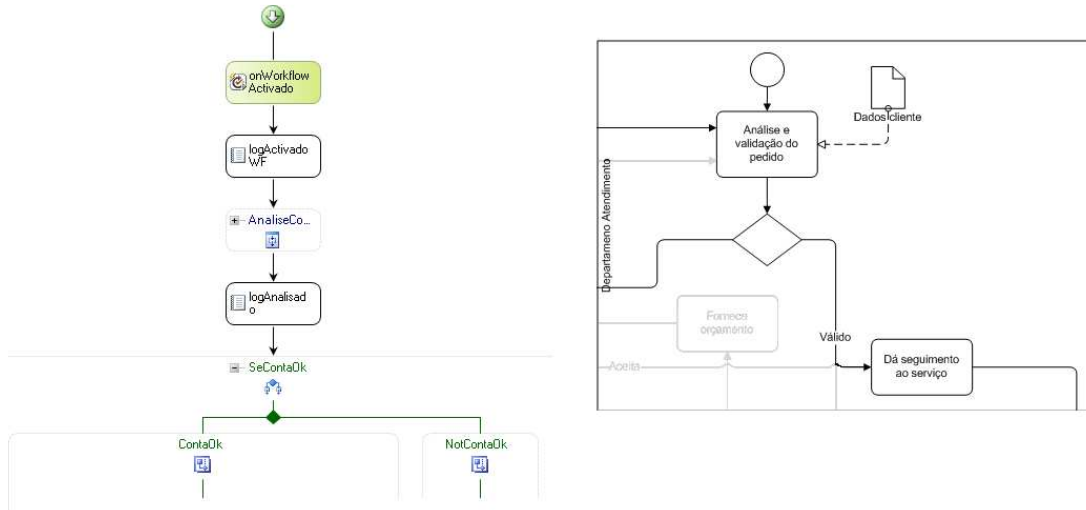 onWorkflow
Activado
logActivado
WF
AnaliseCo...
logAnalisad
o
SeContaOk
ContaOk
NotContaOk
Departameno Atendimento
Dados cliente
Análise e
validação do
pedido
Fornece
orçamento
Válido
Aceita
Dá seguimento
ao serviço